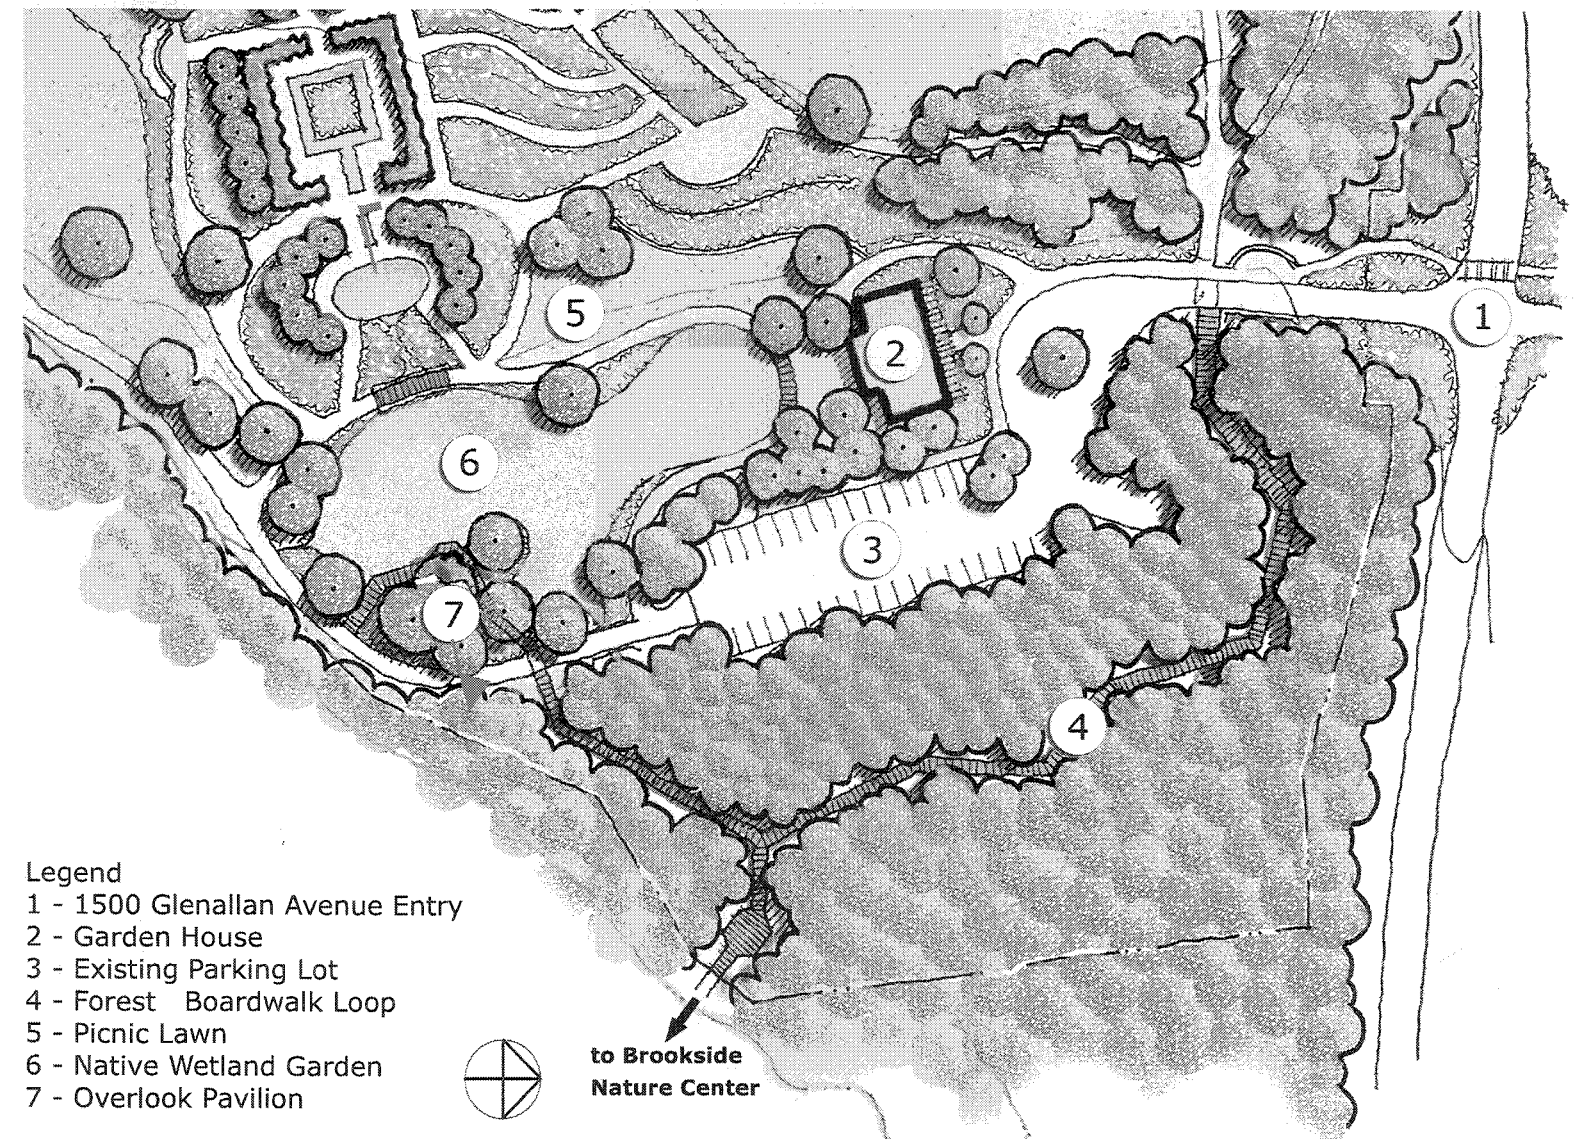 1
5
2
6
3
7
4
Legend
1 - 1500 Glenallan Avenue Entry
2 - Garden House
3 - Existing Parking Lot
4 - Forest Boardwalk Loop
5 - Picnic Lawn
6 - Native Wetland Garden
7 - Overlook Pavilion
to Brookside
Nature Center